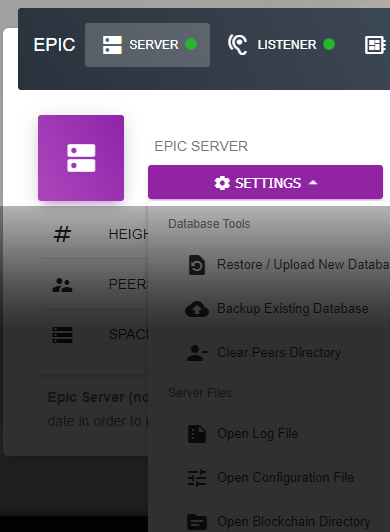 EPIC SERVER LISTENER
EPIC SERVER
SETTINGS
Database Tools
HEIGH
Restore / Upload New Databa
PEER
Backup Existing Database
SPAC
Clear Peers Directory
Epic Server (no
Server Files
date in order to
Open Log File
Open Configuration File
Open Blockchain Directory